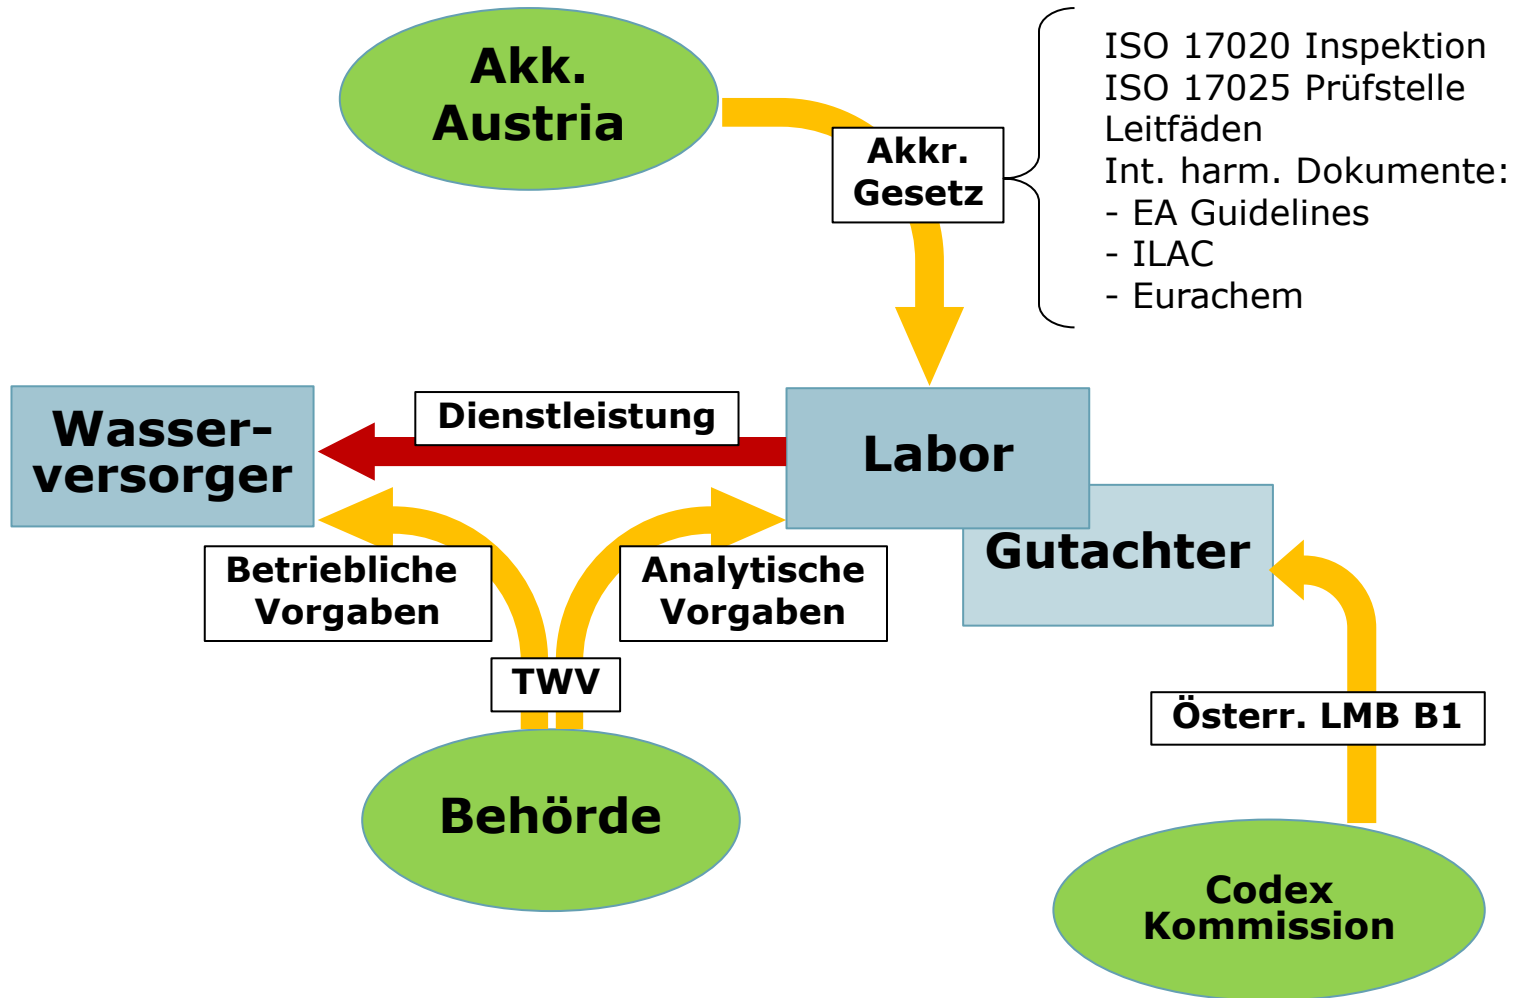 Akk.
Austria
Akkr.
Gesetz
ISO 17020 Inspektion
ISO 17025 Prüfstelle
Leitfäden
Int. harm. Dokumente:
- EA Guidelines
- ILAC
- Eurachem
Wasser-
versorger
Dienstleistung
Labor
Gutachter
Betriebliche
Vorgaben
Analytische
Vorgaben
TWV
Österr. LMB B1
Behörde
Codex
Kommission